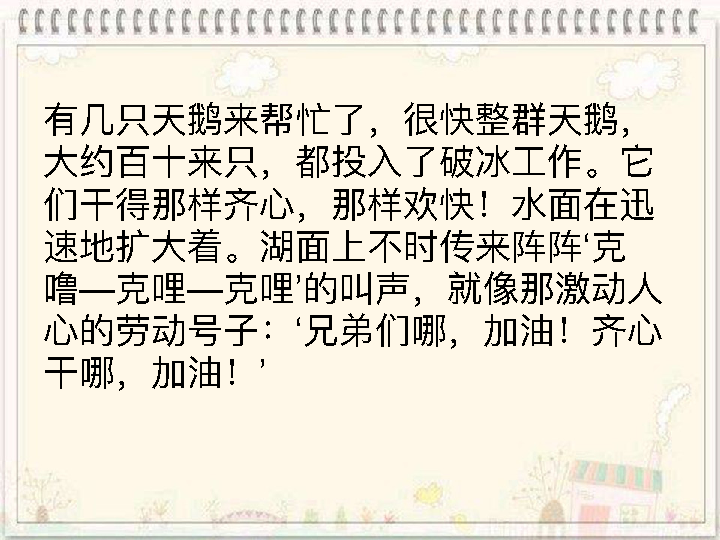 有几只天鹅来帮忙了，很快整群天鹅，
大约百十来只，都投入了破冰工作。它
们干得那样齐心，那样欢快！水面在迅
速地扩大着。湖面上不时传来阵阵‘克
噜—克哩—克哩’的叫声，就像那激动人
心的劳动号子：‘兄弟们哪，加油！齐心
干哪，加油！’